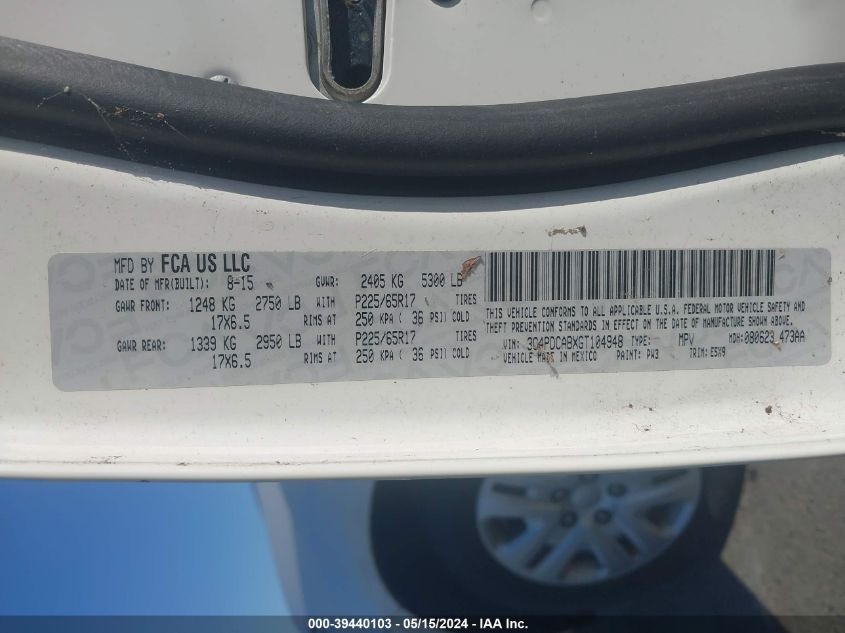 MFD BY FCA US LLC
DATE OF MFR(BUILT): 8-15 GVWR: 2405 KG 5300 LB
GAWR FRONT: 1248 KG 2750 LB WITH P225/65R17 TIRES
17X6.5 RIMS AT 250 KPA ( 36 PSI) COLD
GAWR REAR: 1339 KG 2950 LB WITH P225/65R17 TIRES
17X6.5 RIMS AT 250 KPA ( 36 PSI) COLD
THIS VEHICLE CONFORMS TO ALL APPLICABLE U.S.A. FEDERAL MOTOR VEHICLE SAFETY AND
THEFT PREVENTION STANDARDS IN EFFECT ON THE DATE OF MANUFACTURE SHOWN ABOVE.
VIN: 3C4PDCABXGT104948 TYPE: MPV MDH: 080623 473AA
VEHICLE MADE IN MEXICO PAINT: PW3 TRIM: E5X9
000-39440103 - 05/15/2024 - IAA, Inc.